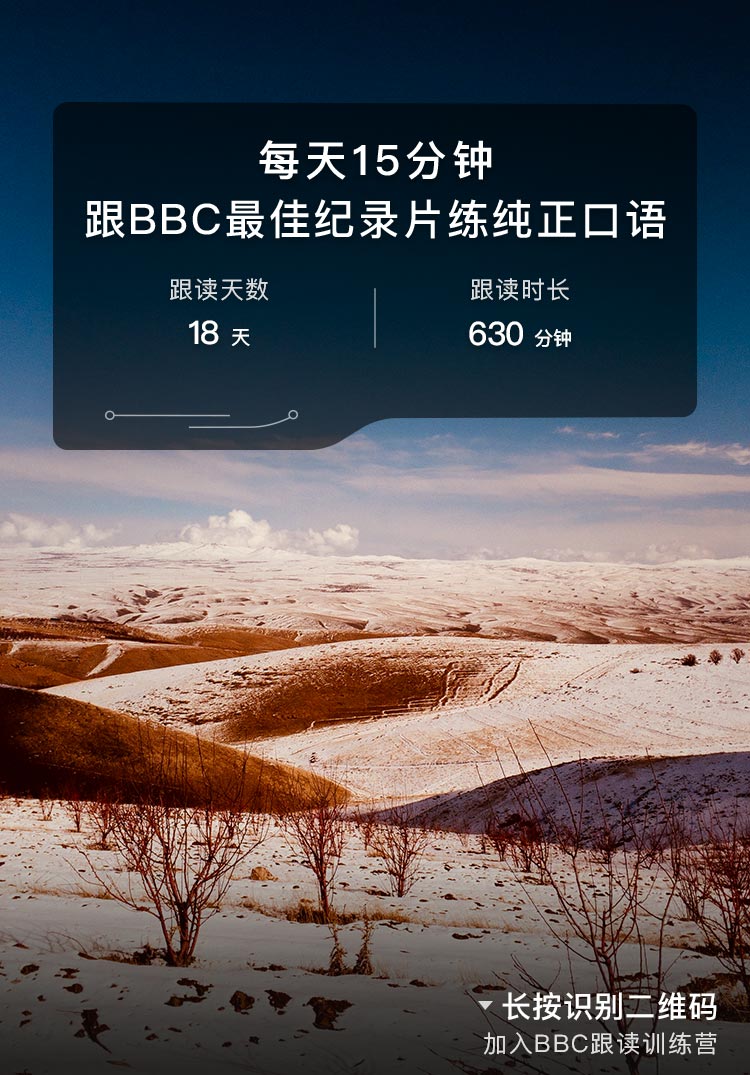 每天15分钟
跟BBC最佳纪录片练纯正口语
跟读天数
18 天
跟读时长
630 分钟
长按识别二维码
加入BBC跟读训练营